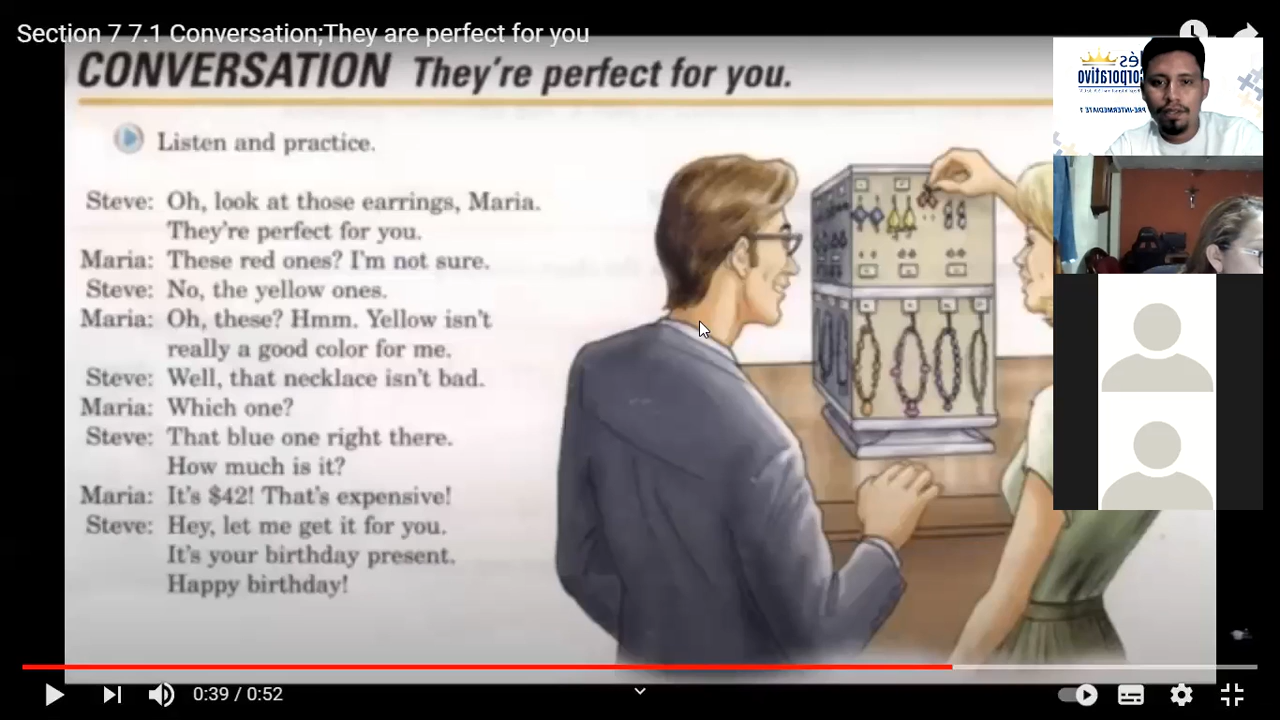 Section 7 7.1 Conversation;They are perfect for you
CONVERSATION They're perfect for you.
Listen and practice.
Steve: Oh, look at those earrings, Maria.
They're perfect for you.
Maria: These red ones? I'm not sure.
Steve: No, the yellow ones.
Maria: Oh, these? Hmm. Yellow isn't
really a good color for me.
Steve: Well, that necklace isn't bad.
Maria: Which one?
Steve: That blue one right there.
How much is it?
Maria: It's $42! That's expensive!
Steve: Hey, let me get it for you.
It's your birthday present.
Happy birthday!
PRE-INTERMEDIATE 1
0:39 / 0:52